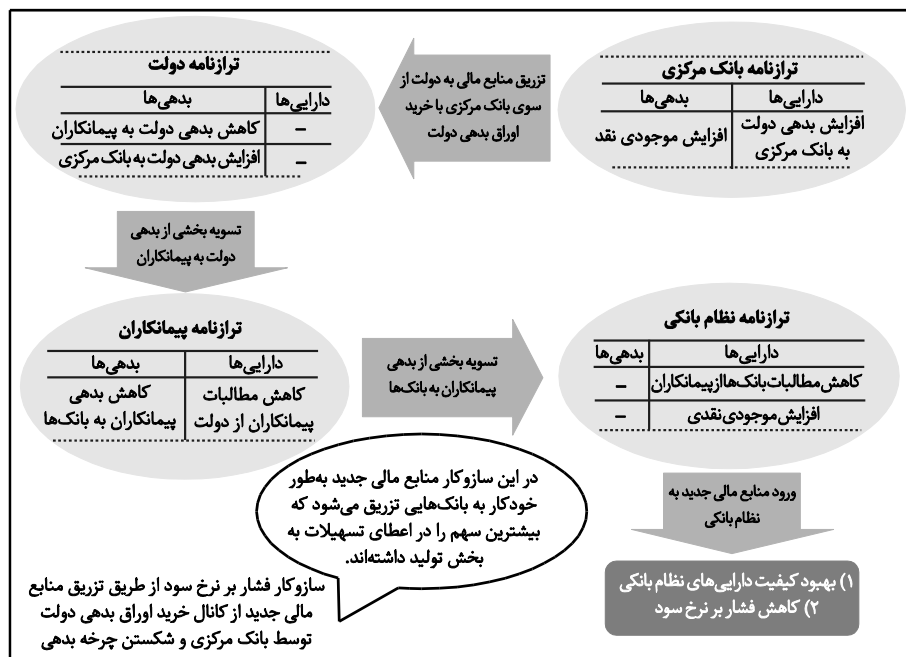 ترازنامه بانک مرکزی
دارایی‌ها
بدهی‌ها
افزایش بدهی دولت
به بانک مرکزی
افزایش موجودی نقد
تزریق منابع مالی به دولت از
سوی بانک مرکزی با خرید
اوراق بدهی دولت
ترازنامه دولت
دارایی‌ها
بدهی‌ها
–
کاهش بدهی دولت به پیمانکاران
–
افزایش بدهی دولت به بانک مرکزی
تسویه بخشی از بدهی
دولت به پیمانکاران
ترازنامه پیمانکاران
دارایی‌ها
بدهی‌ها
کاهش مطالبات
پیمانکاران از دولت
کاهش بدهی
پیمانکاران به بانک‌ها
تسویه بخشی از بدهی
پیمانکاران به بانک‌ها
ترازنامه نظام بانکی
دارایی‌ها
بدهی‌ها
کاهش مطالبات بانک‌ها از پیمانکاران
–
افزایش موجودی نقدی
–
ورود منابع مالی جدید به
نظام بانکی
۱) بهبود کیفیت دارایی‌های نظام بانکی
۲) کاهش فشار بر نرخ سود
در این سازوکار منابع مالی جدید به‌طور
خودکار به بانک‌هایی تزریق می‌شود که
بیشترین سهم را در اعطای تسهیلات به
بخش تولید داشته‌اند.
سازوکار فشار بر نرخ سود از طریق تزریق منابع
مالی جدید از کانال خرید اوراق بدهی دولت
توسط بانک مرکزی و شکستن چرخه بدهی